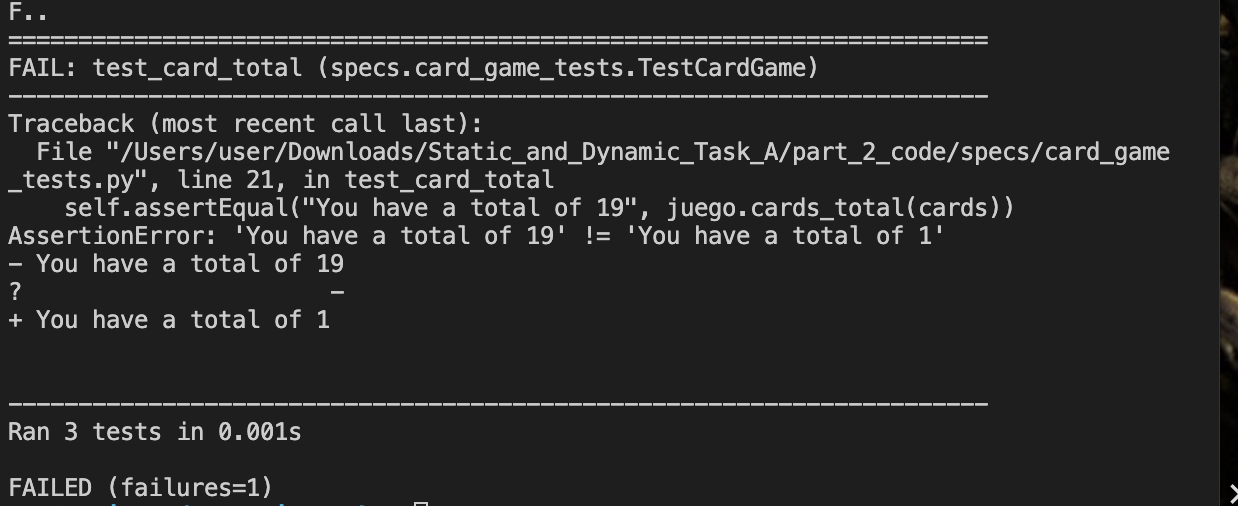 F..
======================================================================
FAIL: test_card_total (specs.card_game_tests.TestCardGame)
----------------------------------------------------------------------
Traceback (most recent call last):
  File "/Users/user/Downloads/Static_and_Dynamic_Task_A/part_2_code/specs/card_game
_tests.py", line 21, in test_card_total
    self.assertEqual("You have a total of 19", juego.cards_total(cards))
AssertionError: 'You have a total of 19' != 'You have a total of 1'
- You have a total of 19
?                      -
+ You have a total of 1
----------------------------------------------------------------------
Ran 3 tests in 0.001s
FAILED (failures=1)